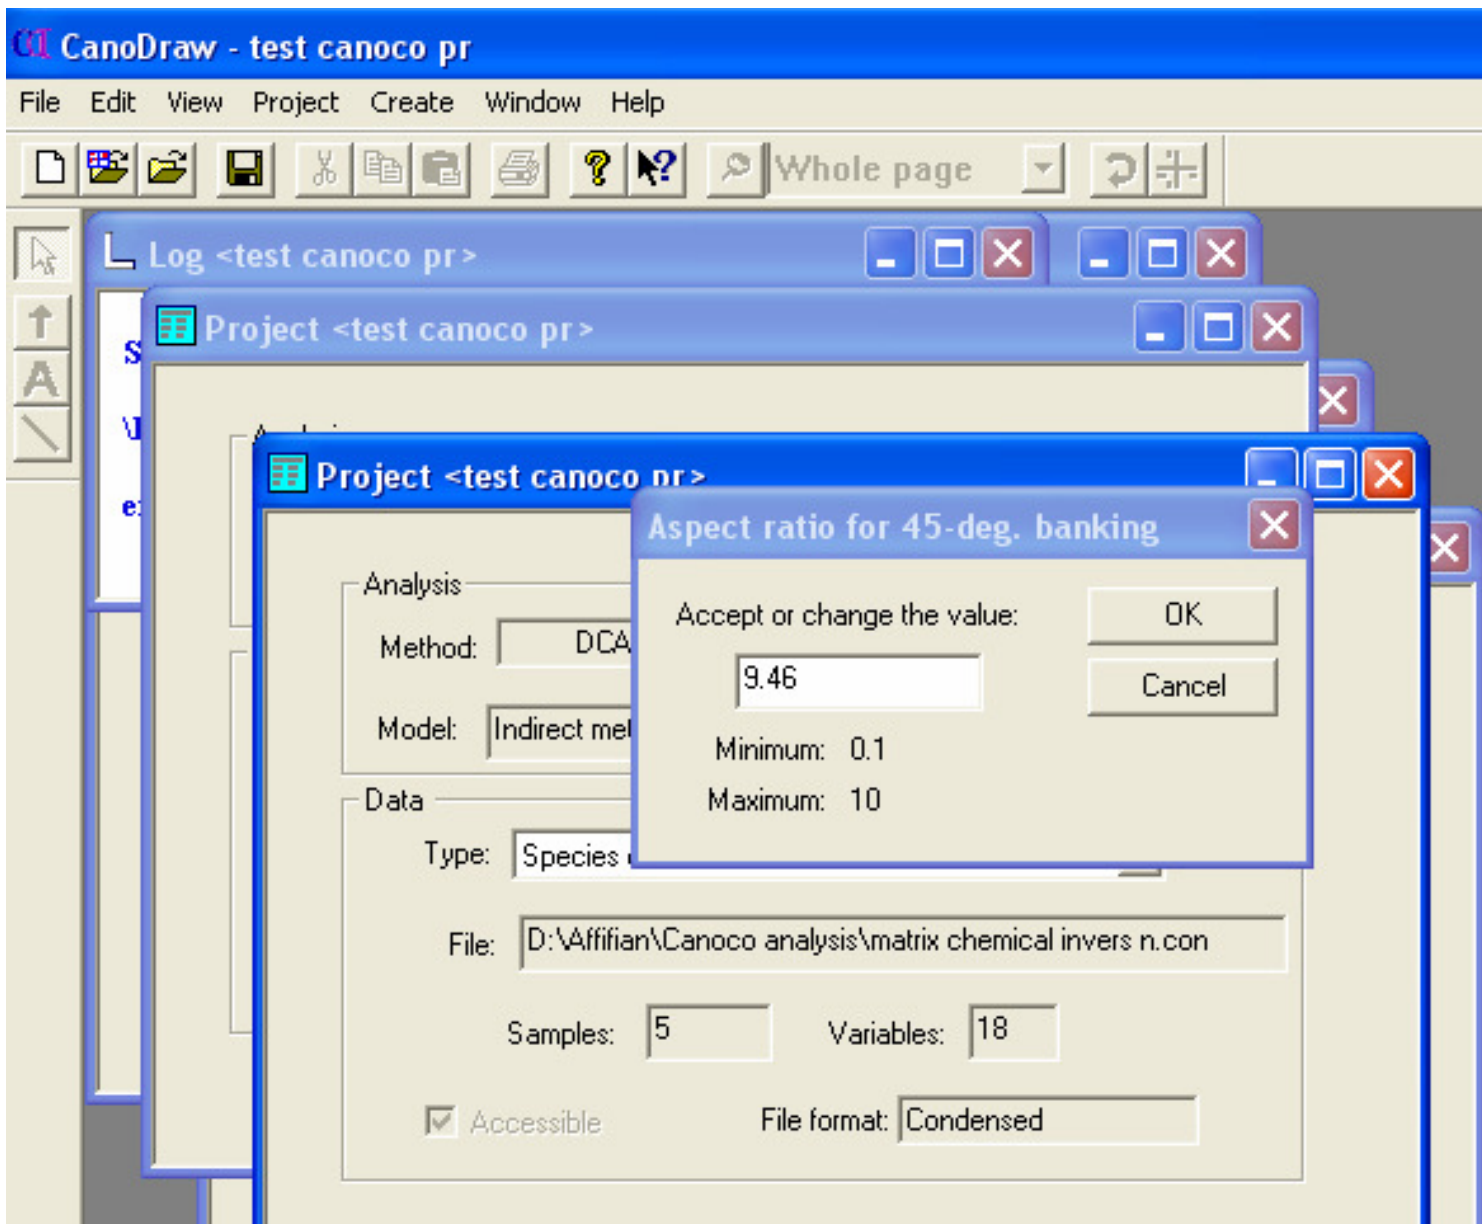 CanoDraw - test canoco pr
File Edit View Project Create Window Help
Whole page
Log <test canoco pr>
Project <test canoco pr>
Project <test canoco pr>
Aspect ratio for 45-deg. banking
Accept or change the value:
OK
9.46
Cancel
Minimum: 0.1
Maximum: 10
Analysis
Method: DCA
Model: Indirect
Data
Type: Species
File: D:\Affifian\Canoco analysis\matrix chemical invers n.con
Samples: 5 Variables: 18
Accessible File format: Condensed